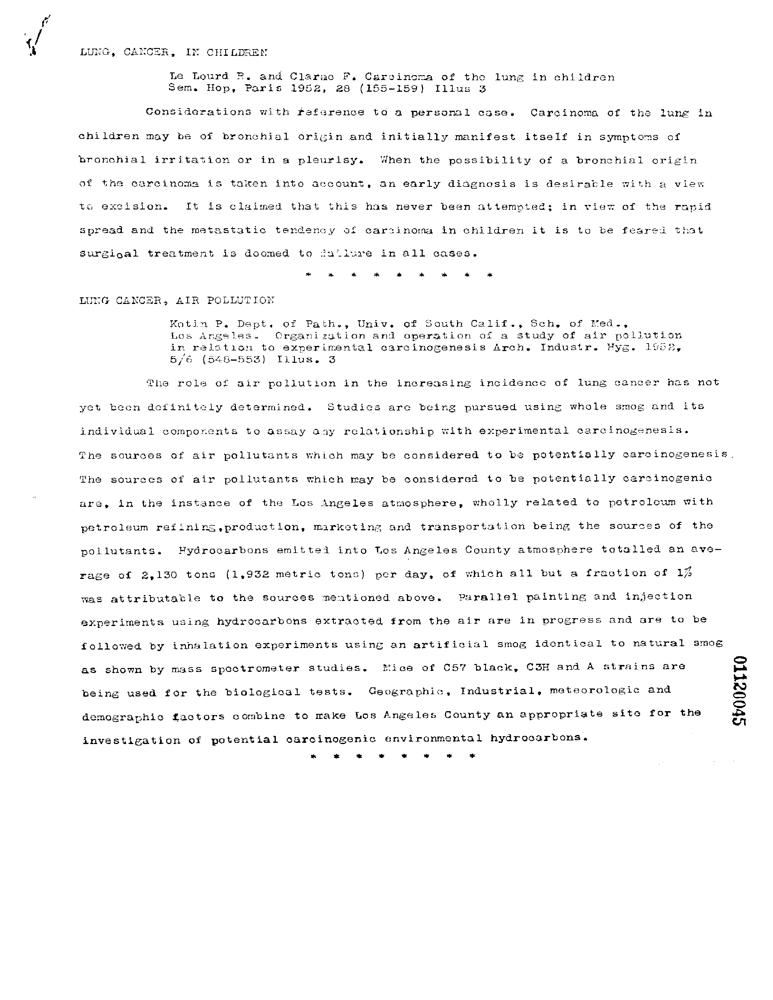 LUNG, CANCER, IN CHILDREN
Le Lourd R. and Clarac F. Carcinoma of the lung in children
Sem. Hop, Paris 1952, 28 (155-159) Illus 3
Considerations with reference to a personal case. Carcinoma of the lung in
children may be of bronchial origin and initially manifest itself in symptoms of
bronchial irritation or in a pleurisy. When the possibility of a bronchial origin
of the carcinoma is taken into account, an early diagnosis is desirable with a view
to excision. It is claimed that this has never been attempted; in view of the rapid
spread and the metastatic tendency of carcinoma in children it is to be feared that
surgical treatment is doomed to failure in all cases.
* * * * * * * * *
LUNG CANCER, AIR POLLUTION
Kotin P. Dept. of Path., Univ. of South Calif., Sch. of Med.,
Los Angeles. Organization and operation of a study of air pollution
in relation to experimental carcinogenesis Arch. Industr. Hyg. 1952,
5/6 (546-553) Illus. 3
The role of air pollution in the increasing incidence of lung cancer has not
yet been definitely determined. Studies are being pursued using whole smog and its
individual components to assay any relationship with experimental carcinogenesis.
The sources of air pollutants which may be considered to be potentially carcinogenesis.
The sources of air pollutants which may be considered to be potentially carcinogenic
are, in the instance of the Los Angeles atmosphere, wholly related to petroleum with
petroleum refining,production, marketing and transportation being the sources of the
pollutants. Hydrocarbons emitted into Los Angeles County atmosphere totalled an ave-
rage of 2,130 tons (1,932 metric tons) per day, of which all but a fraction of 1%
was attributable to the sources mentioned above. Parallel painting and injection
experiments using hydrocarbons extracted from the air are in progress and are to be
followed by inhalation experiments using an artificial smog identical to natural smog
as shown by mass spectrometer studies. Mice of C57 black, C3H and A strains are
being used for the biological tests. Geographic, Industrial, meteorologic and
demographic factors combine to make Los Angeles County an appropriate site for the
investigation of potential carcinogenic environmental hydrocarbons.
* * * * * * * *
01120045